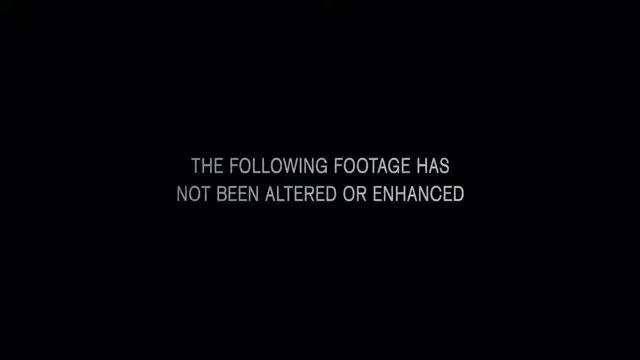 THE FOLLOWING FOOTAGE HAS
NOT BEEN ALTERED OR ENHANCED